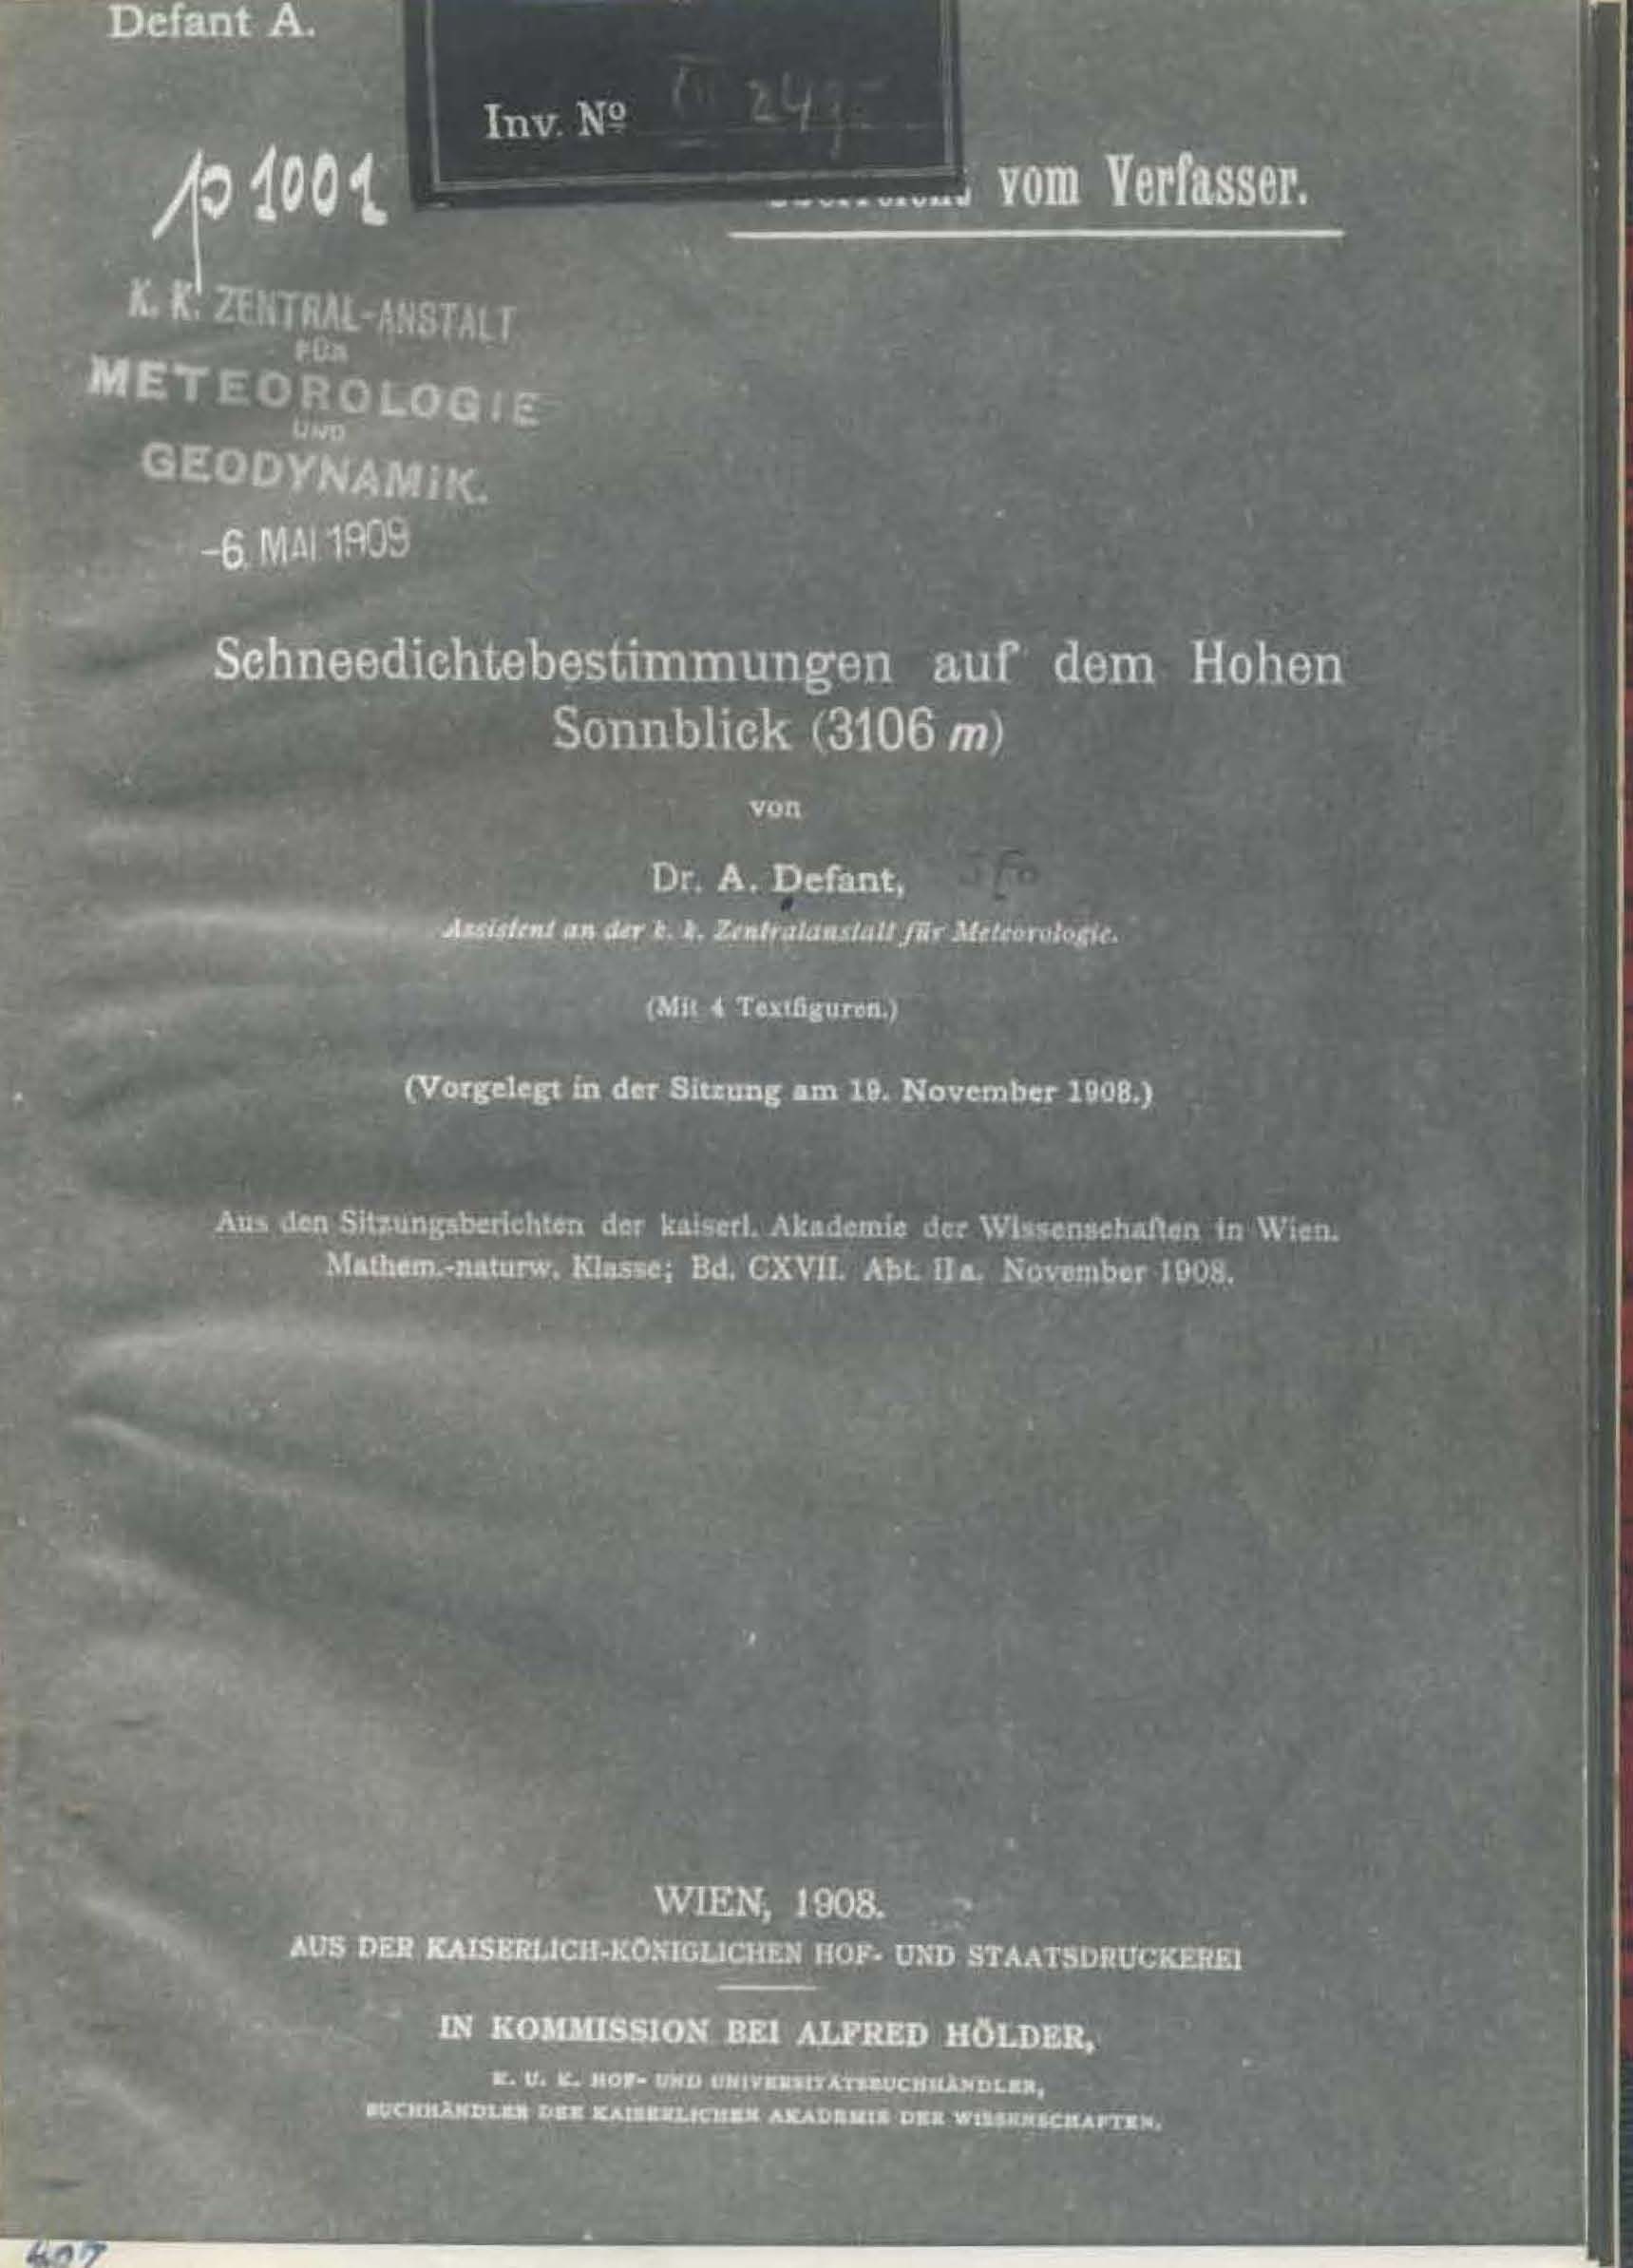 Defant A.
Inv. Nº
p 1001
vom Verfasser.
K. K. ZENTRAL-ANSTALT
FÜR
METEOROLOGIE
UND
GEODYNAMIK.
-6. MAI 1909
Schneedichtebestimmungen auf dem Hohen
Sonnblick (3106 m)
von
Dr. A. Defant,
Assistent an der k. k. Zentralanstalt für Meteorologie.
(Mit 4 Textfiguren.)
(Vorgelegt in der Sitzung am 19. November 1908.)
Aus den Sitzungsberichten der kaiserl. Akademie der Wissenschaften in Wien.
Mathem.-naturw. Klasse; Bd. CXVII. Abt. IIa. November 1908.
WIEN, 1908.
AUS DER KAISERLICH-KÖNIGLICHEN HOF- UND STAATSDRUCKEREI
IN KOMMISSION BEI ALFRED HÖLDER,
K. U. K. HOF- UND UNIVERSITÄTSBUCHHÄNDLER,
BUCHHÄNDLER DER KAISERLICHEN AKADEMIE DER WISSENSCHAFTEN.